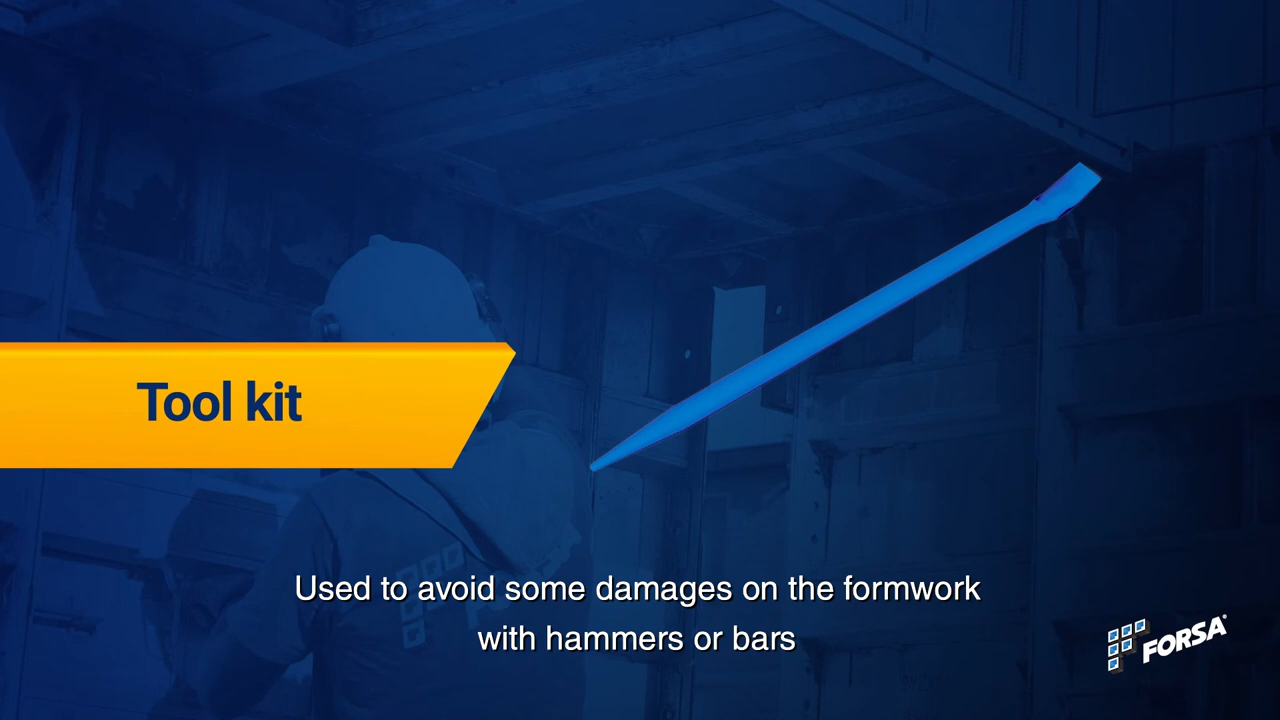 Tool kit
Used to avoid some damages on the formwork
with hammers or bars
FORSA